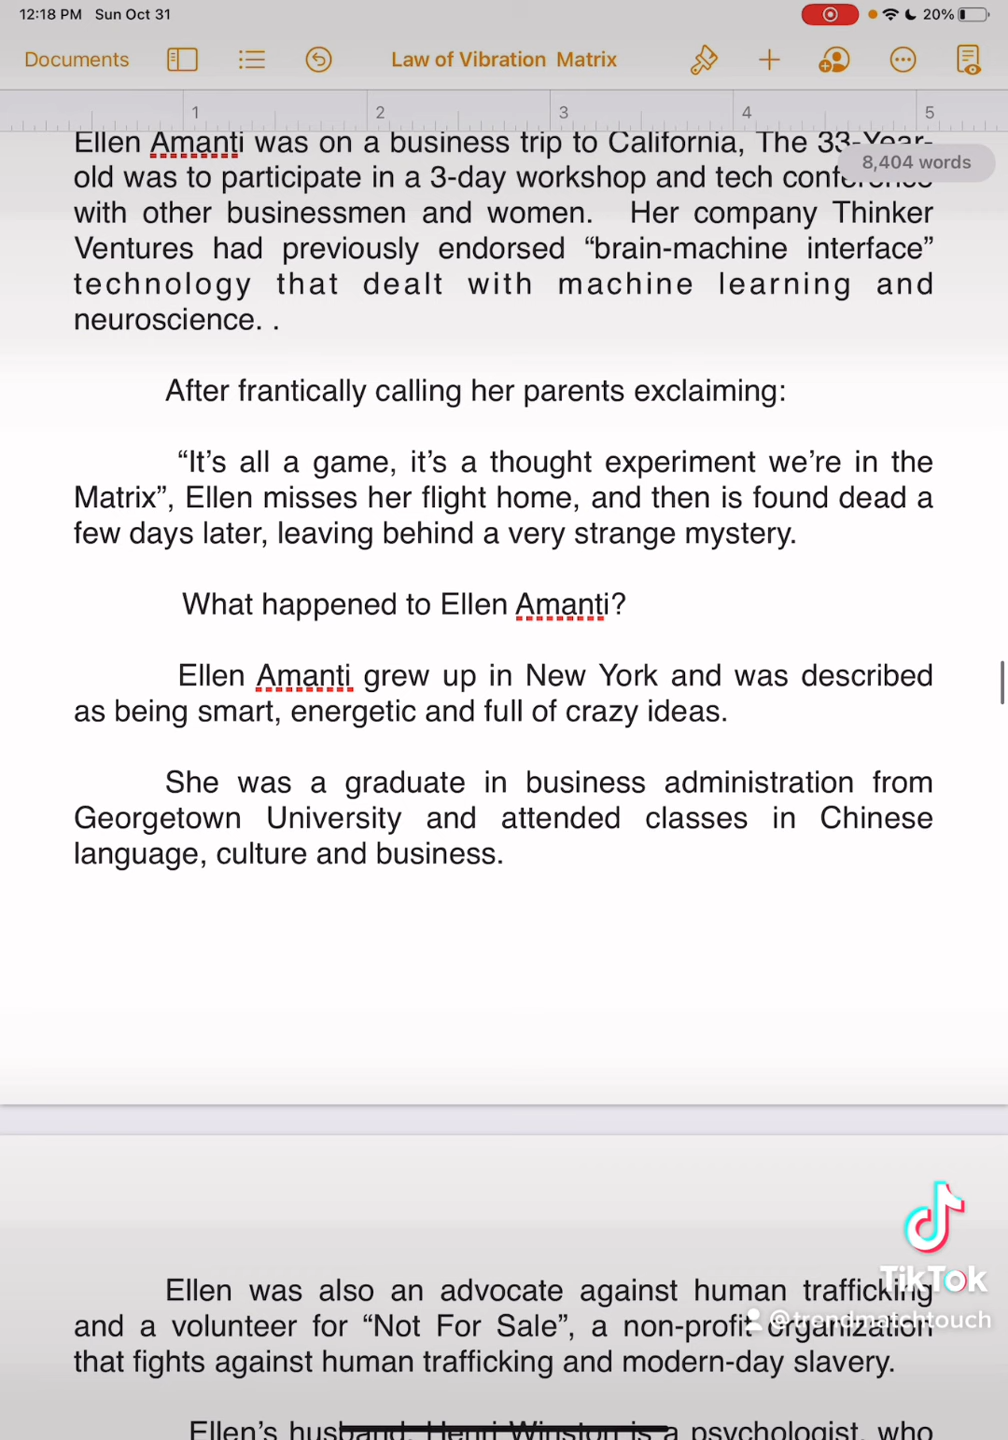 12:18 PM Sun Oct 31
20%
Documents
Law of Vibration Matrix
1 2 3 4 5
Ellen Amanti was on a business trip to California, The 33-Year-
8,404 words
old was to participate in a 3-day workshop and tech conference
with other businessmen and women. Her company Thinker
Ventures had previously endorsed “brain-machine interface”
technology that dealt with machine learning and
neuroscience. .
After frantically calling her parents exclaiming:
“It’s all a game, it’s a thought experiment we’re in the
Matrix”, Ellen misses her flight home, and then is found dead a
few days later, leaving behind a very strange mystery.
What happened to Ellen Amanti?
Ellen Amanti grew up in New York and was described
as being smart, energetic and full of crazy ideas.
She was a graduate in business administration from
Georgetown University and attended classes in Chinese
language, culture and business.
Ellen was also an advocate against human trafficking
TikTok
and a volunteer for “Not For Sale”, a non-profit organization
@trendmatchtouch
that fights against human trafficking and modern-day slavery.
Ellen’s husband, Henri Winston is a psychologist, who